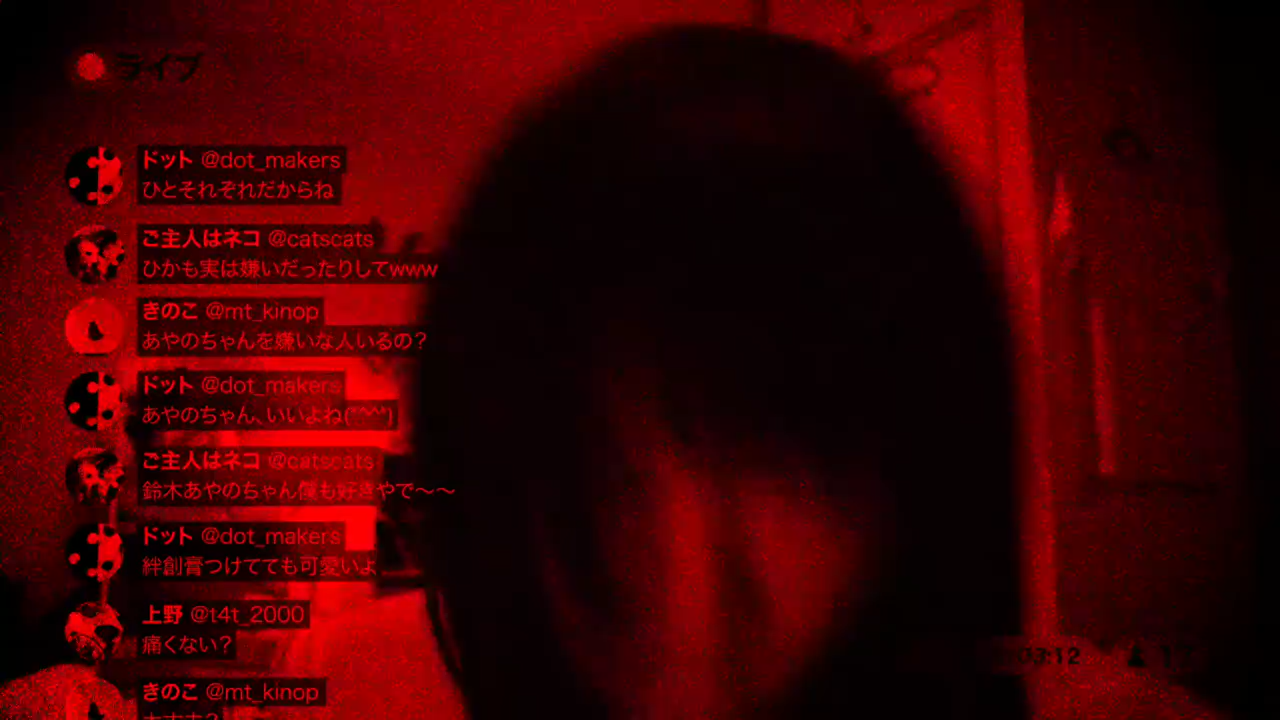 ライブ
ドット @dot_makers
ひとそれぞれだからね
ご主人はネコ @catscats
ひかも実は嫌いだったりしてwww
きのこ @mt_kinop
あやのちゃんを嫌いな人いるの?
ドット @dot_makers
あやのちゃん、いいよね(*^^*)
ご主人はネコ @catscats
鈴木あやのちゃん俺も好きやで〜〜
ドット @dot_makers
絆創膏つけてても可愛いよ
上野 @t4t_2000
痛くない?
きのこ @mt_kinop
03:12
17